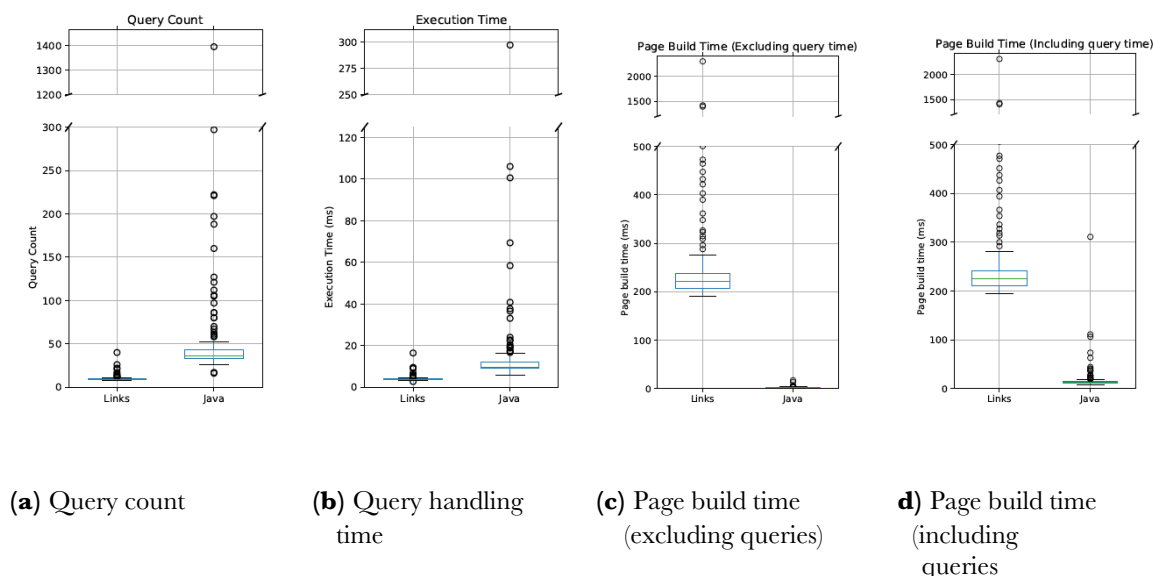 Query Count
1400
1300
1200
300
250
200
150
100
50
0
Query Count
Links
Java
Execution Time
300
275
250
120
100
80
60
40
20
0
Execution Time (ms)
Links
Java
Page Build Time (Excluding query time)
2000
1500
500
400
300
200
100
0
Page build time (ms)
Links
Java
Page Build Time (Including query time)
2000
1500
500
400
300
200
100
0
Page build time (ms)
Links
Java
(a) Query count
(b) Query handling
time
(c) Page build time
(excluding queries)
d) Page build time
(including
queries